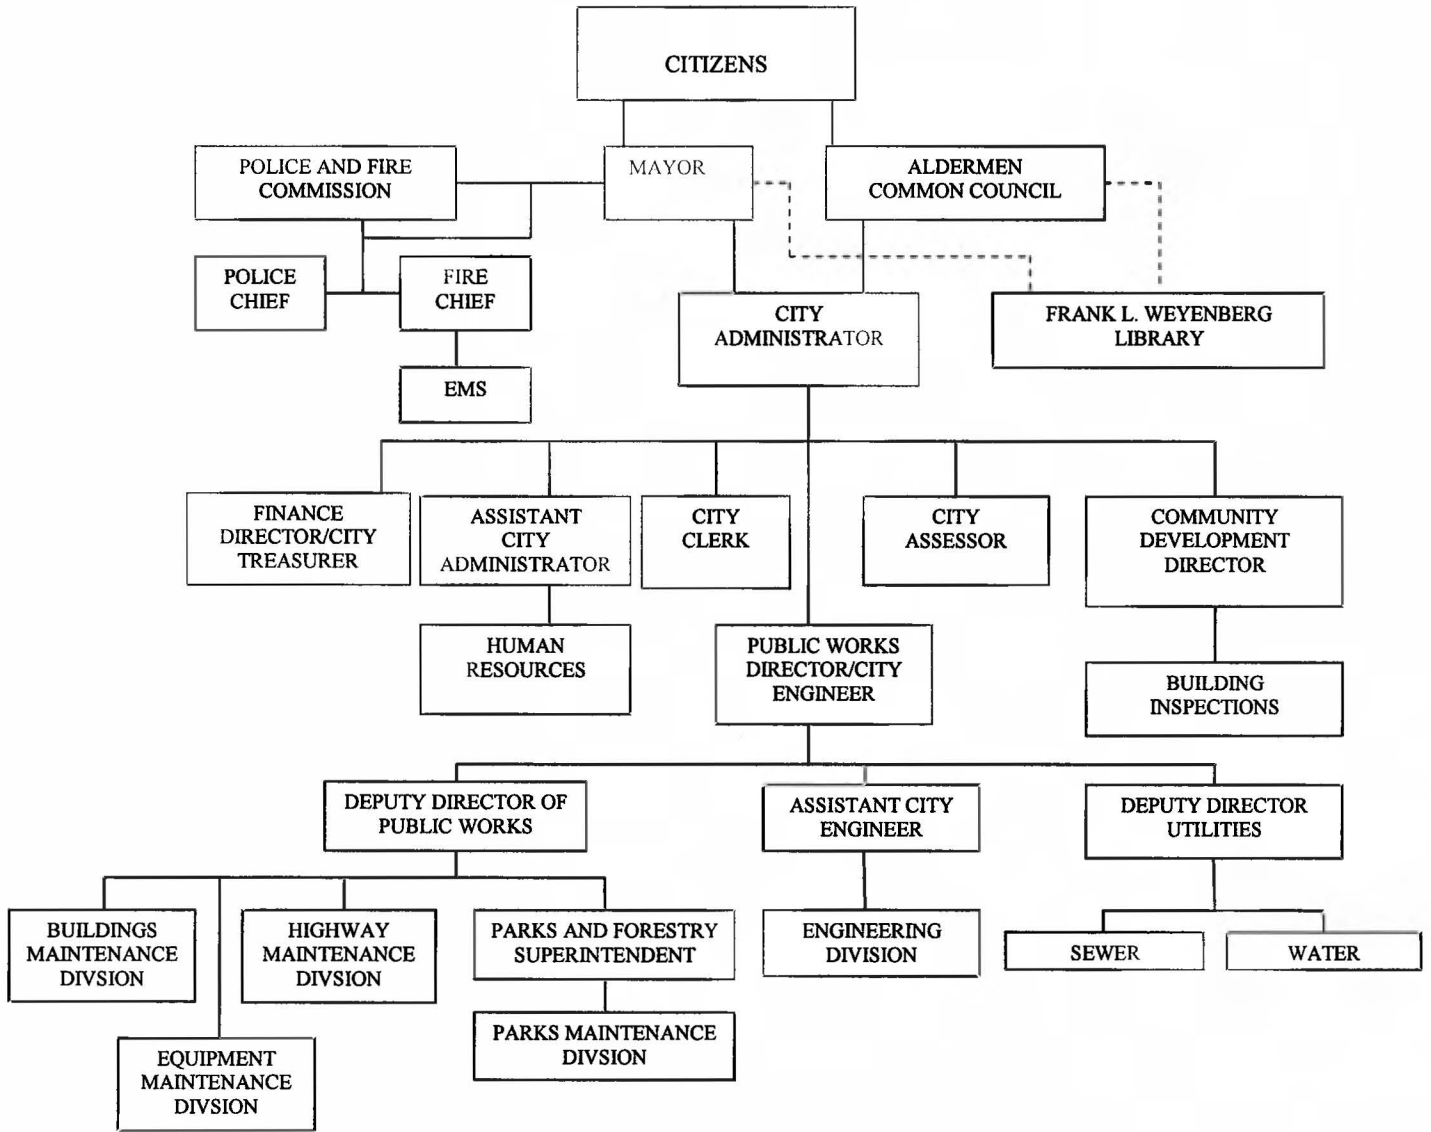 CITIZENS
POLICE AND FIRE
COMMISSION
MAYOR
ALDERMEN
COMMON COUNCIL
POLICE
CHIEF
FIRE
CHIEF
CITY
ADMINISTRATOR
FRANK L. WEYENBERG
LIBRARY
EMS
FINANCE
DIRECTOR/CITY
TREASURER
ASSISTANT
CITY
ADMINISTRATOR
CITY
CLERK
CITY
ASSESSOR
COMMUNITY
DEVELOPMENT
DIRECTOR
HUMAN
RESOURCES
PUBLIC WORKS
DIRECTOR/CITY
ENGINEER
BUILDING
INSPECTIONS
DEPUTY DIRECTOR OF
PUBLIC WORKS
ASSISTANT CITY
ENGINEER
DEPUTY DIRECTOR
UTILITIES
BUILDINGS
MAINTENANCE
DIVSION
HIGHWAY
MAINTENANCE
DIVSION
PARKS AND FORESTRY
SUPERINTENDENT
ENGINEERING
DIVISION
SEWER
WATER
EQUIPMENT
MAINTENANCE
DIVSION
PARKS MAINTENANCE
DIVSION